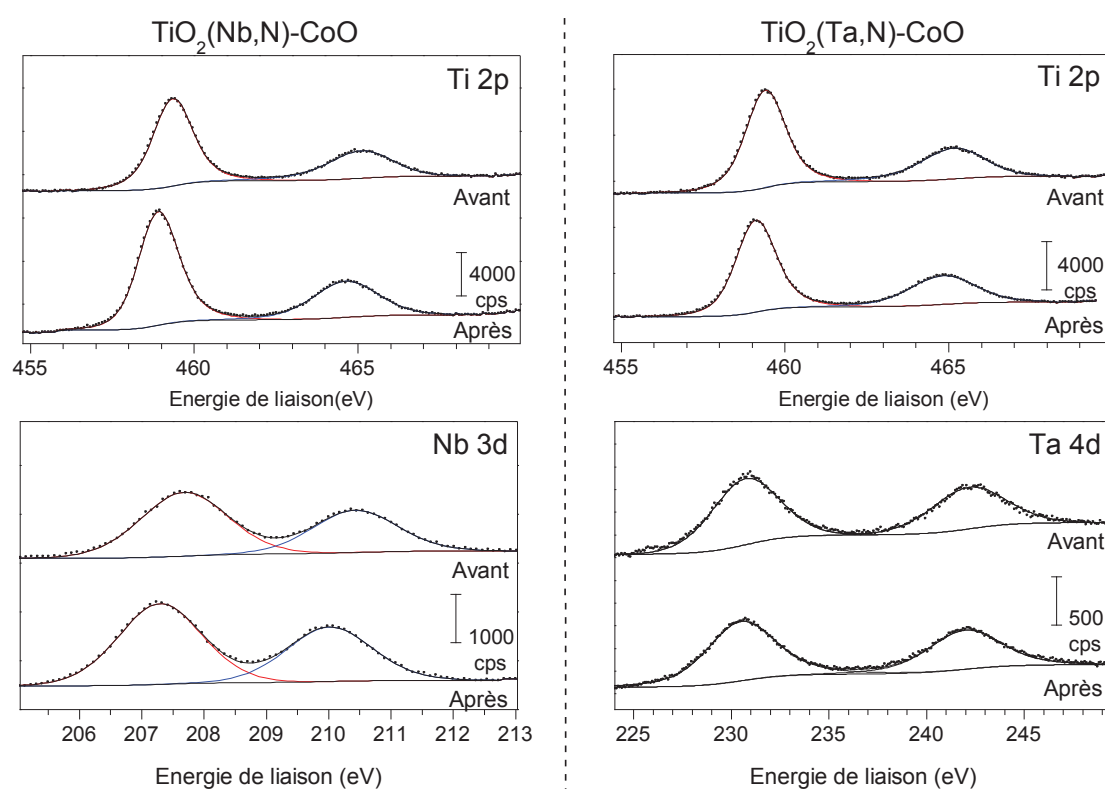 TiO2(Nb,N)-CoO
Ti 2p
Avant
4000
cps
Après
455 460 465
Energie de liaison(eV)
Nb 3d
Avant
1000
cps
Après
206 207 208 209 210 211 212 213
Energie de liaison (eV)
TiO2(Ta,N)-CoO
Ti 2p
Avant
4000
cps
Après
455 460 465
Energie de liaison (eV)
Ta 4d
Avant
500
cps
Après
225 230 235 240 245
Energie de liaison (eV)